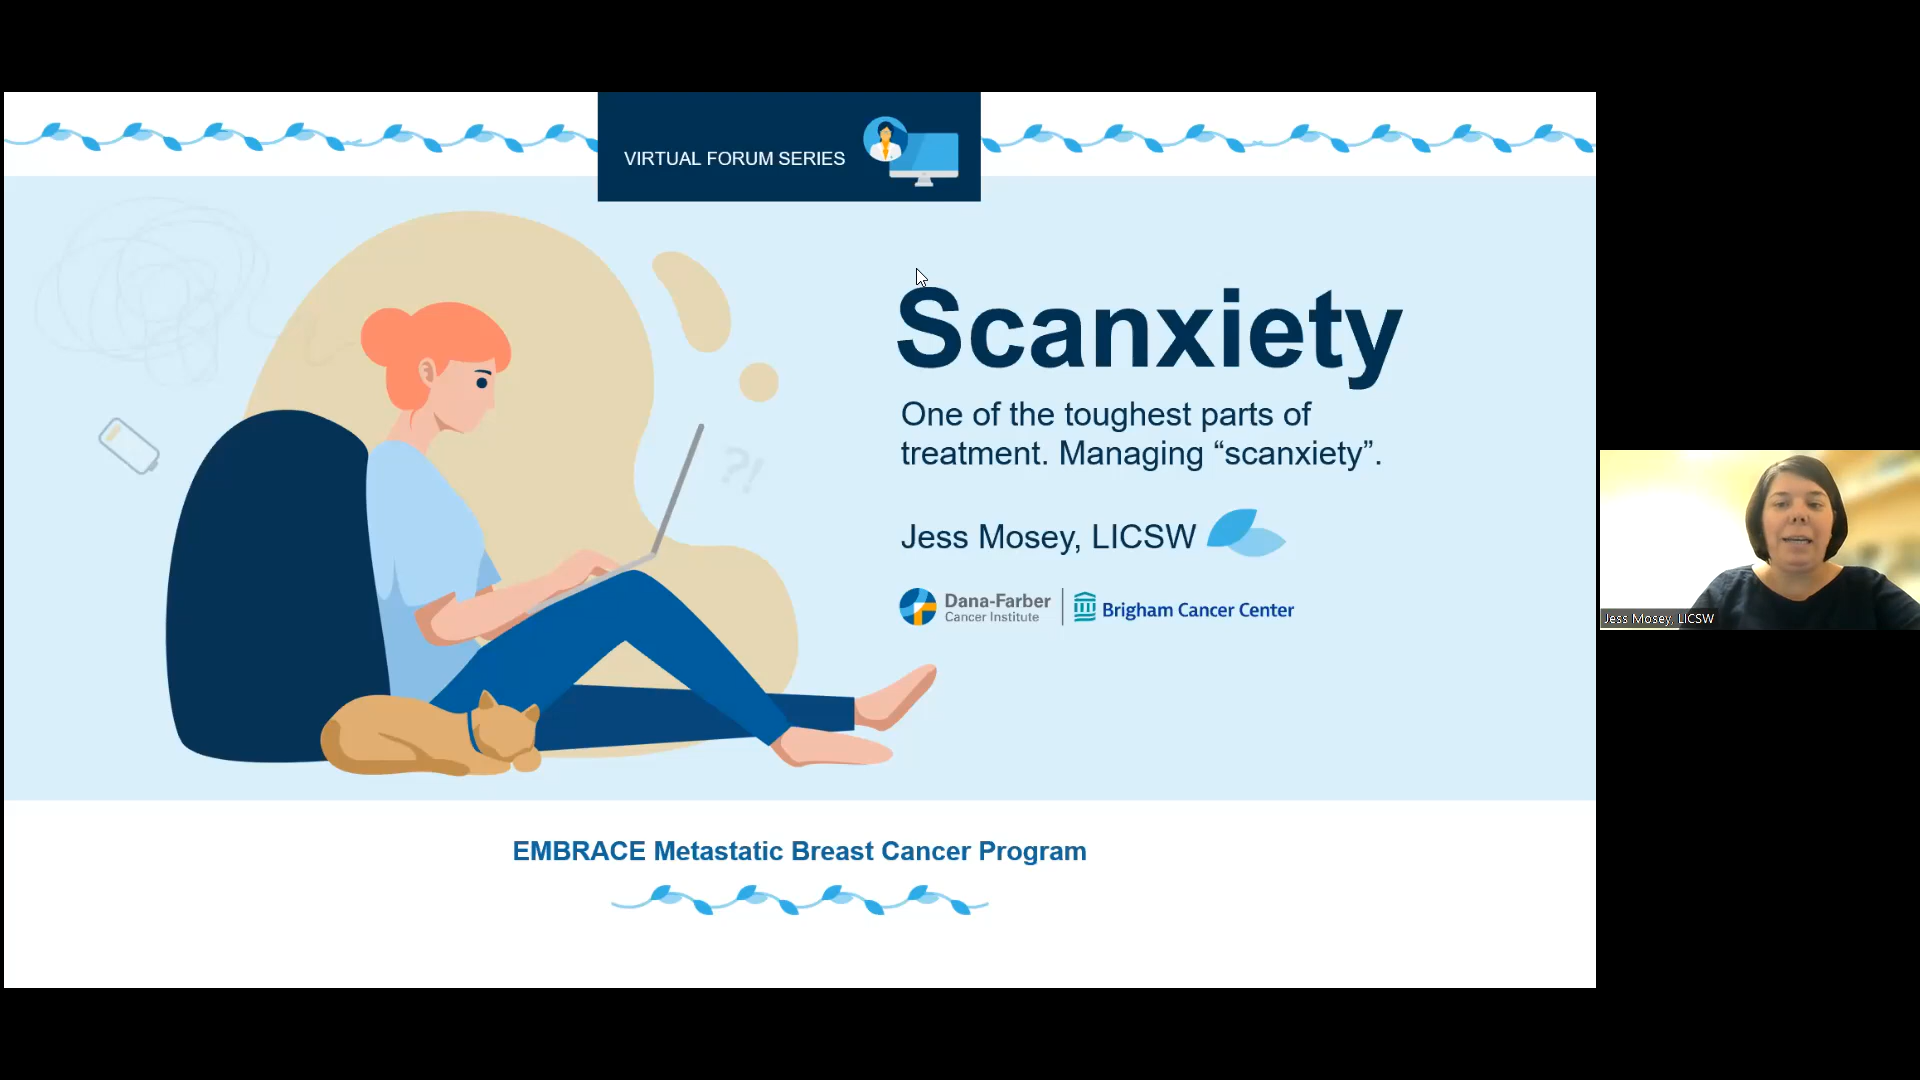 VIRTUAL FORUM SERIES
Scanxiety
One of the toughest parts of
treatment. Managing “scanxiety”.
Jess Mosey, LICSW
Dana-Farber
Cancer Institute
Brigham Cancer Center
?!
EMBRACE Metastatic Breast Cancer Program
Jess Mosey, LICSW